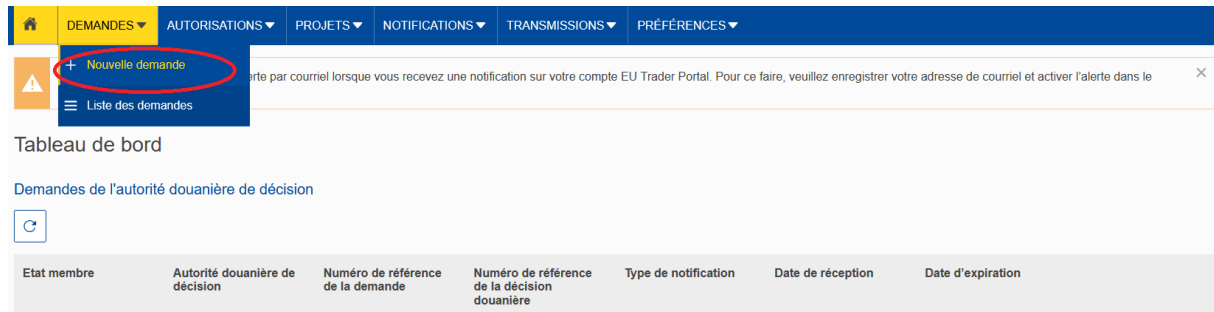 DEMANDES AUTORISATIONS PROJETS NOTIFICATIONS TRANSMISSIONS PRÉFÉRENCES
+ Nouvelle demande
par courriel lorsque vous recevez une notification sur votre compte EU Trader Portal. Pour ce faire, veuillez enregistrer votre adresse de courriel et activer l'alerte dans le
Liste des demandes
Tableau de bord
Demandes de l'autorité douanière de décision
Etat membre Autorité douanière de Numéro de référence Numéro de référence Type de notification Date de réception Date d'expiration
décision de la demande de la décision
douanière